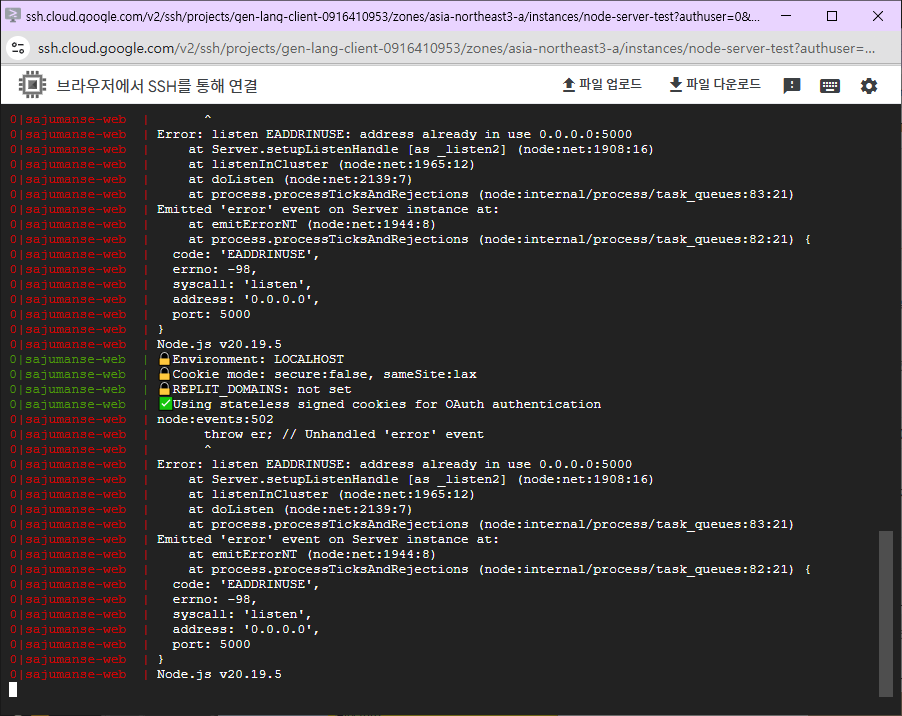 ssh.cloud.google.com/v2/ssh/projects/gen-lang-client-0916410953/zones/asia-northeast3-a/instances/node-server-test?authuser=0&...
ssh.cloud.google.com/v2/ssh/projects/gen-lang-client-0916410953/zones/asia-northeast3-a/instances/node-server-test?authuser=...
브라우저에서 SSH를 통해 연결 파일 업로드 파일 다운로드
0|sajumanse-web | ^
0|sajumanse-web | Error: listen EADDRINUSE: address already in use 0.0.0.0:5000
0|sajumanse-web | at Server.setupListenHandle [as _listen2] (node:net:1908:16)
0|sajumanse-web | at listenInCluster (node:net:1965:12)
0|sajumanse-web | at doListen (node:net:2139:7)
0|sajumanse-web | at process.processTicksAndRejections (node:internal/process/task_queues:83:21)
0|sajumanse-web | Emitted 'error' event on Server instance at:
0|sajumanse-web | at emitErrorNT (node:net:1944:8)
0|sajumanse-web | at process.processTicksAndRejections (node:internal/process/task_queues:82:21) {
0|sajumanse-web | code: 'EADDRINUSE',
0|sajumanse-web | errno: -98,
0|sajumanse-web | syscall: 'listen',
0|sajumanse-web | address: '0.0.0.0',
0|sajumanse-web | port: 5000
0|sajumanse-web | }
0|sajumanse-web | Node.js v20.19.5
0|sajumanse-web | 🔒Environment: LOCALHOST
0|sajumanse-web | 🔒Cookie mode: secure:false, sameSite:lax
0|sajumanse-web | 🔒REPLIT_DOMAINS: not set
0|sajumanse-web | ✅Using stateless signed cookies for OAuth authentication
0|sajumanse-web | node:events:502
0|sajumanse-web | throw er; // Unhandled 'error' event
0|sajumanse-web | ^
0|sajumanse-web | Error: listen EADDRINUSE: address already in use 0.0.0.0:5000
0|sajumanse-web | at Server.setupListenHandle [as _listen2] (node:net:1908:16)
0|sajumanse-web | at listenInCluster (node:net:1965:12)
0|sajumanse-web | at doListen (node:net:2139:7)
0|sajumanse-web | at process.processTicksAndRejections (node:internal/process/task_queues:83:21)
0|sajumanse-web | Emitted 'error' event on Server instance at:
0|sajumanse-web | at emitErrorNT (node:net:1944:8)
0|sajumanse-web | at process.processTicksAndRejections (node:internal/process/task_queues:82:21) {
0|sajumanse-web | code: 'EADDRINUSE',
0|sajumanse-web | errno: -98,
0|sajumanse-web | syscall: 'listen',
0|sajumanse-web | address: '0.0.0.0',
0|sajumanse-web | port: 5000
0|sajumanse-web | }
0|sajumanse-web | Node.js v20.19.5